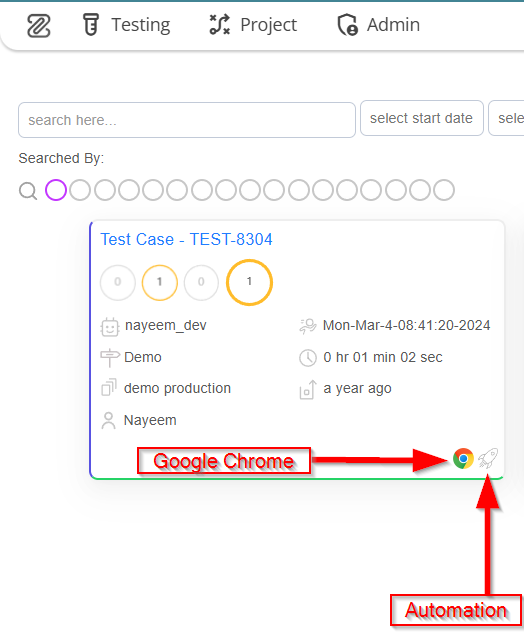 Testing Project Admin
search here... select start date sele
Searched By:
Test Case - TEST-8304
0 1 0 1
nayeem_dev Mon-Mar-4-08:41:20-2024
Demo 0 hr 01 min 02 sec
demo production a year ago
Nayeem
Google Chrome
Automation